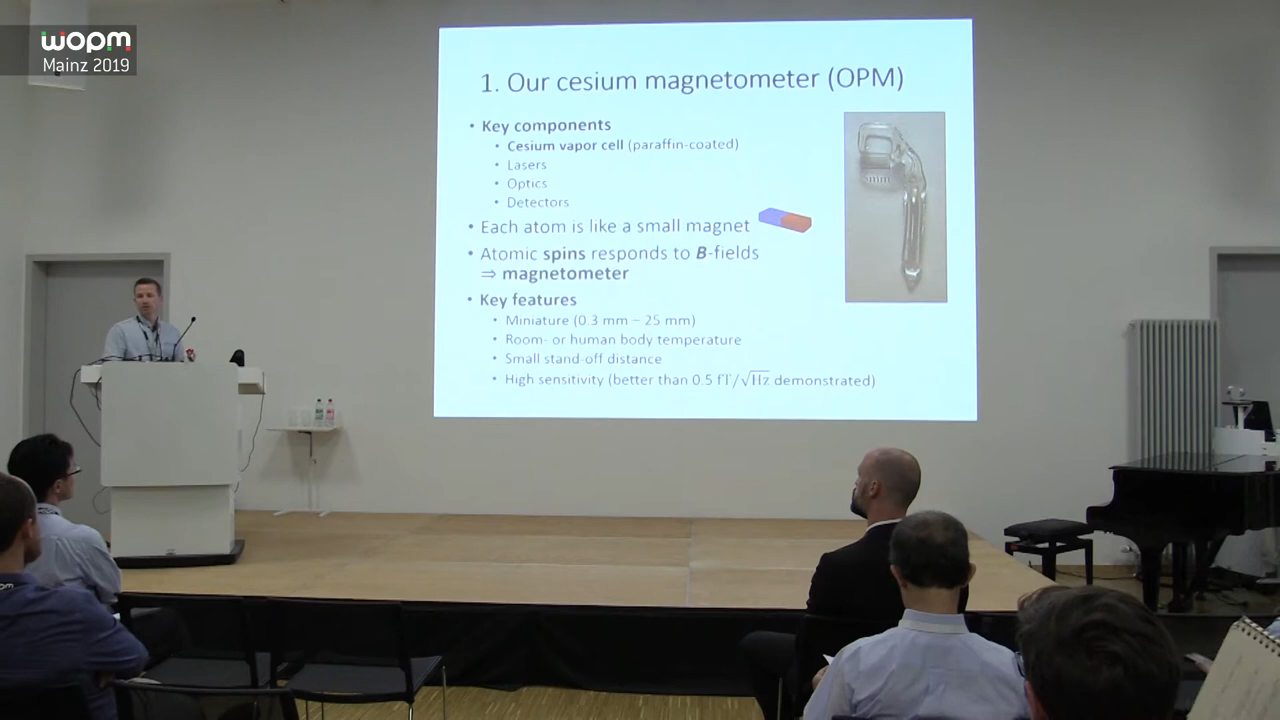 wopm
Mainz 2019
1. Our cesium magnetometer (OPM)
• Key components
• Cesium vapor cell (paraffin-coated)
• Lasers
• Optics
• Detectors
• Each atom is like a small magnet
• Atomic spins responds to B-fields
⇒ magnetometer
• Key features
• Miniature (0.3 mm – 25 mm)
• Room- or human body temperature
• Small stand-off distance
• High sensitivity (better than 0.5 fT/√Hz demonstrated)